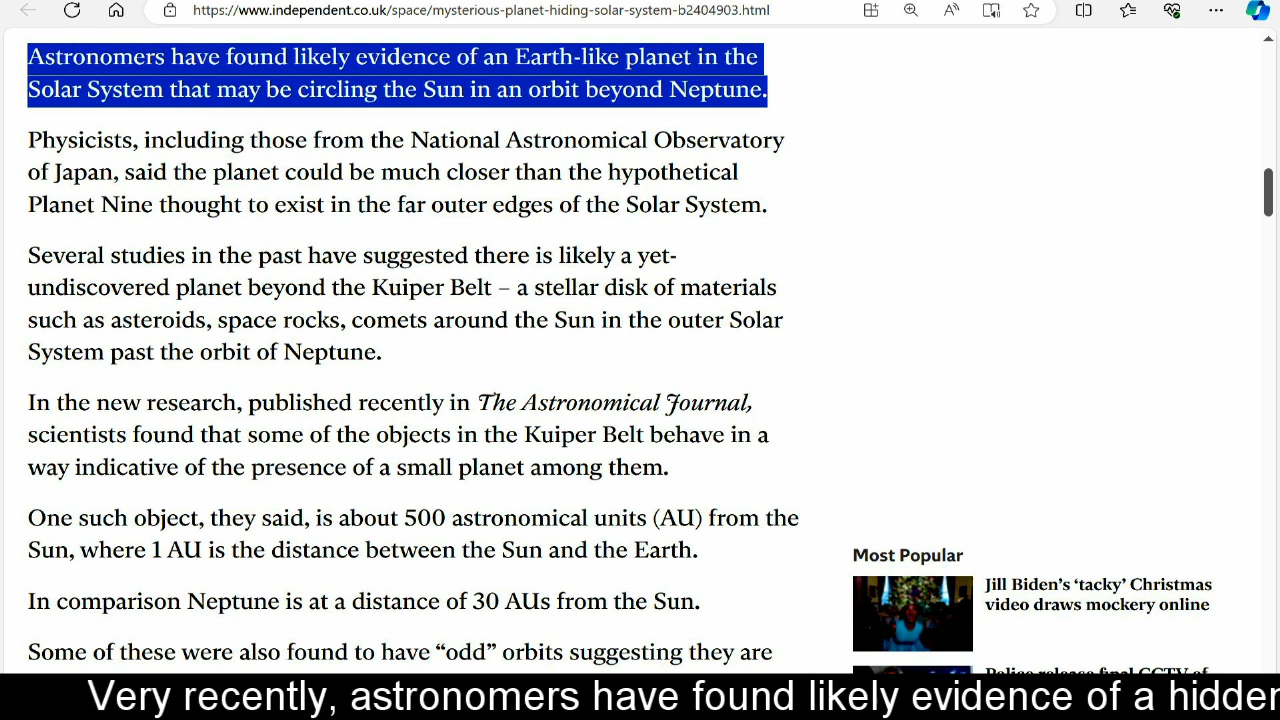 https://www.independent.co.uk/space/mysterious-planet-hiding-solar-system-b2404903.html
Astronomers have found likely evidence of an Earth-like planet in the
Solar System that may be circling the Sun in an orbit beyond Neptune.
Physicists, including those from the National Astronomical Observatory
of Japan, said the planet could be much closer than the hypothetical
Planet Nine thought to exist in the far outer edges of the Solar System.
Several studies in the past have suggested there is likely a yet-
undiscovered planet beyond the Kuiper Belt – a stellar disk of materials
such as asteroids, space rocks, comets around the Sun in the outer Solar
System past the orbit of Neptune.
In the new research, published recently in The Astronomical Journal,
scientists found that some of the objects in the Kuiper Belt behave in a
way indicative of the presence of a small planet among them.
One such object, they said, is about 500 astronomical units (AU) from the
Sun, where 1 AU is the distance between the Sun and the Earth.
In comparison Neptune is at a distance of 30 AUs from the Sun.
Some of these were also found to have “odd” orbits suggesting they are
Most Popular
Jill Biden’s ‘tacky’ Christmas
video draws mockery online
Police release final CCTV of
Very recently, astronomers have found likely evidence of a